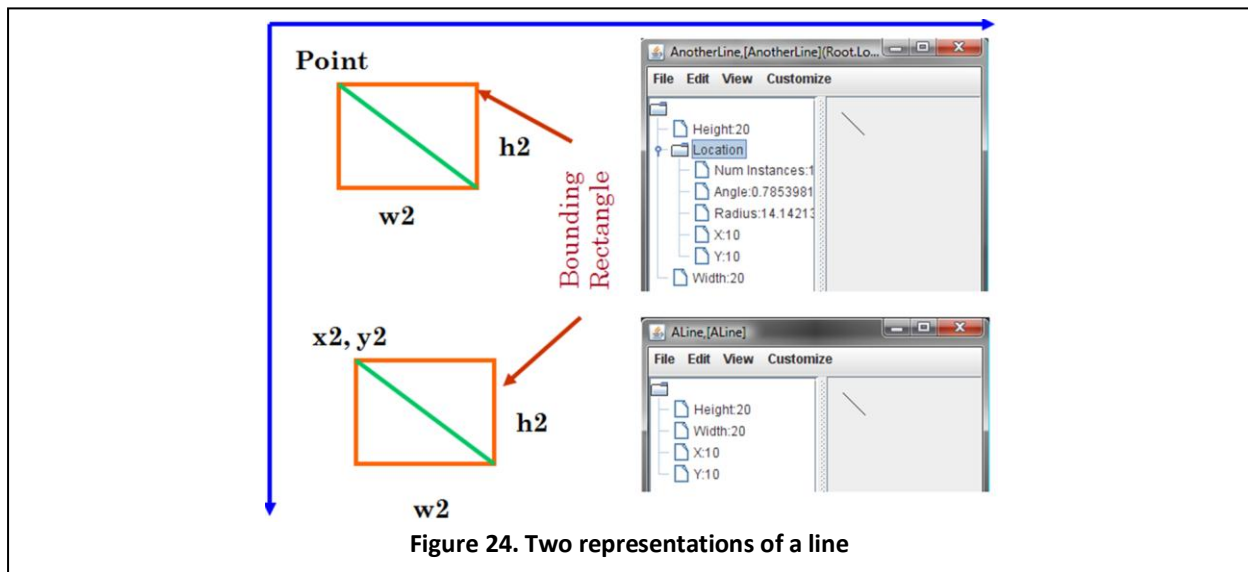 Point
h2
w2
Bounding
Rectangle
x2, y2
h2
w2
AnotherLine,[AnotherLine](Root.Lo...
File Edit View Customize
Height:20
Location
Num Instances:1
Angle:0.7853981
Radius:14.14213
X:10
Y:10
Width:20
ALine,[ALine]
File Edit View Customize
Height:20
Width:20
X:10
Y:10
Figure 24. Two representations of a line